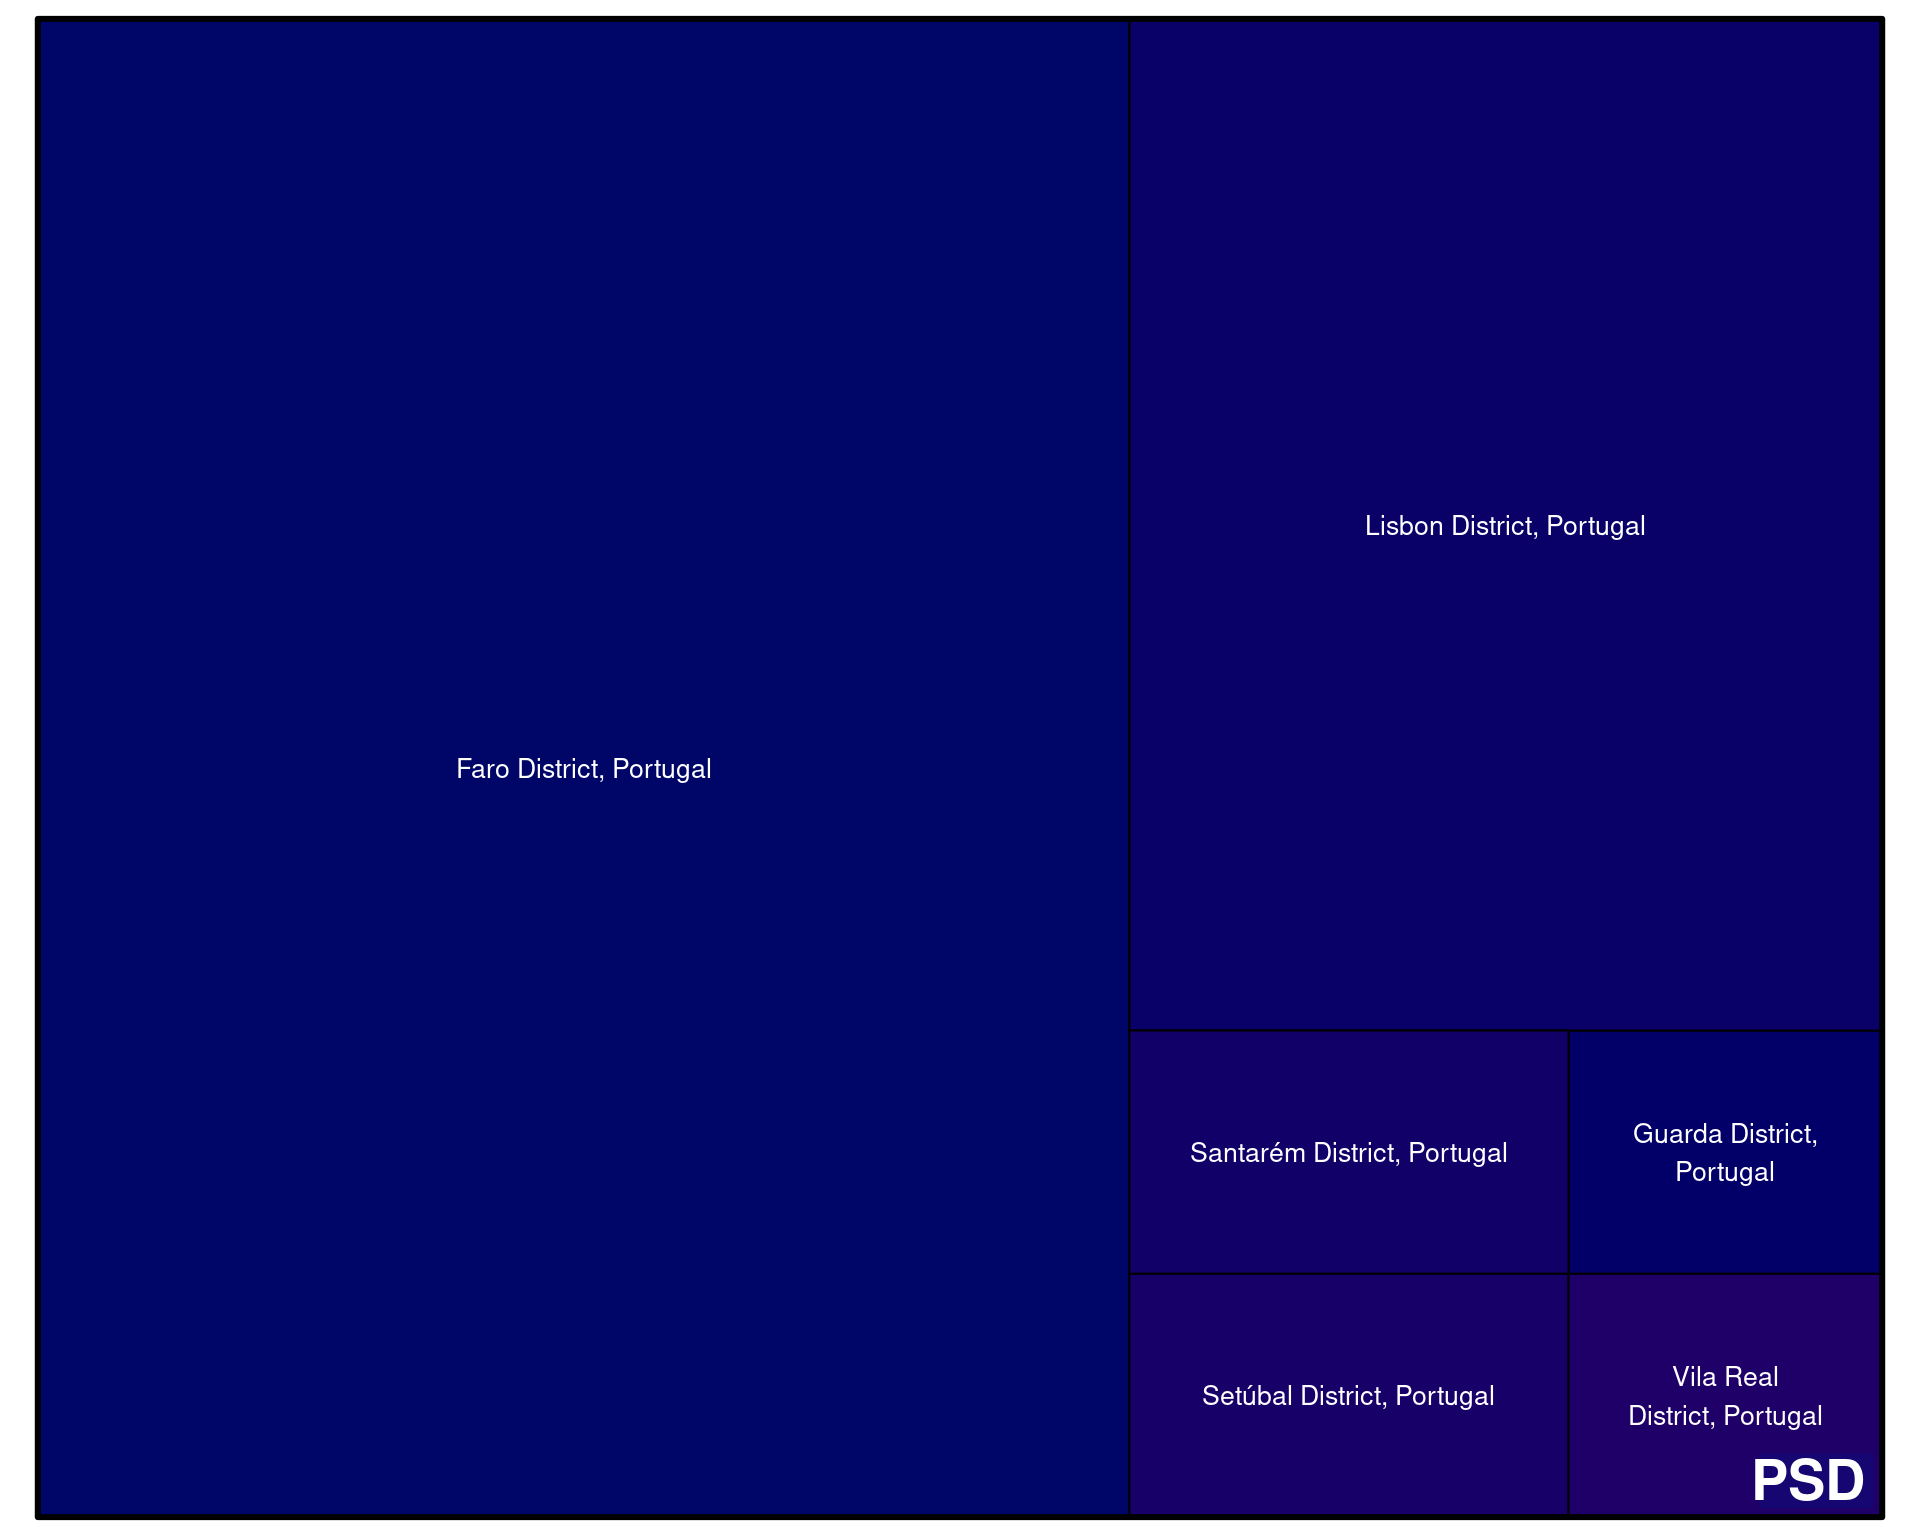 Faro District, Portugal
Lisbon District, Portugal
Santarém District, Portugal
Guarda District,
Portugal
Setúbal District, Portugal
Vila Real
District, Portugal
PSD